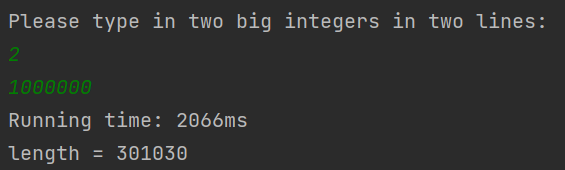 Please type in two big integers in two lines:
2
1000000
Running time: 2066ms
length = 301030